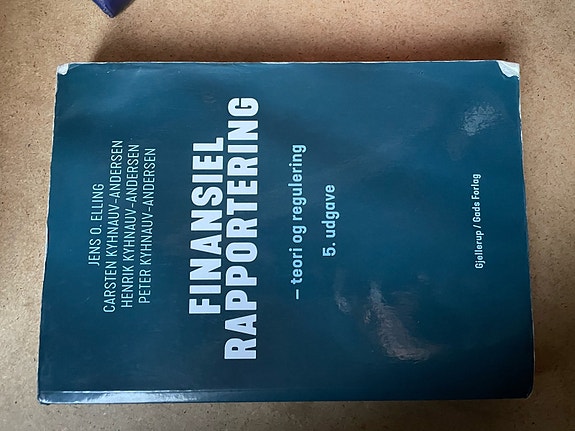 JENS O. ELLING
CARSTEN KYHNAUV-ANDERSEN
HENRIK KYHNAUV-ANDERSEN
PETER KYHNAUV-ANDERSEN
FINANSIEL
RAPPORTERING
– teori og regulering
5. udgave
Gjellerup / Gads Forlag